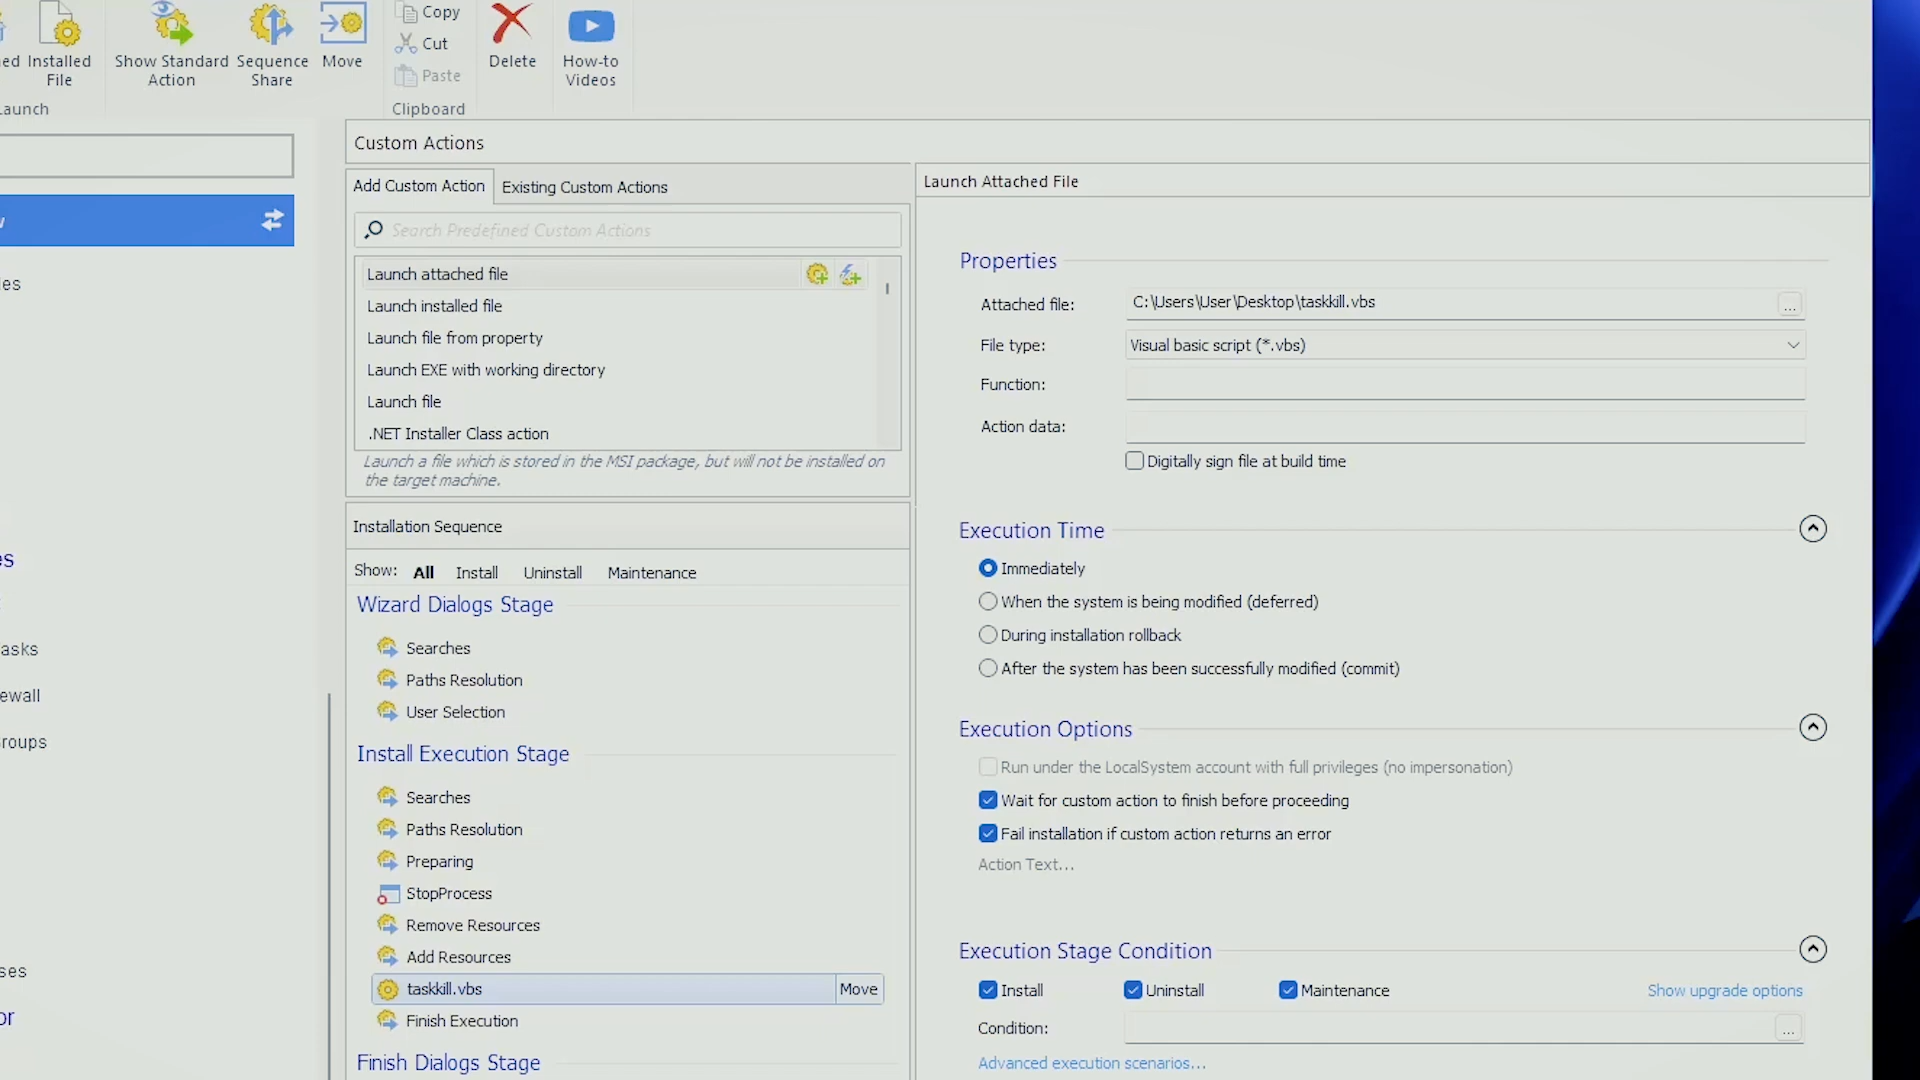 Installed
File
Show Standard
Action
Sequence
Share
Move
Copy
Cut
Paste
Clipboard
Delete
How-to
Videos
Custom Actions
Add Custom Action
Existing Custom Actions
Search Predefined Custom Actions
Launch attached file
Launch installed file
Launch file from property
Launch EXE with working directory
Launch file
.NET Installer Class action
Launch a file which is stored in the MSI package, but will not be installed on
the target machine.
Installation Sequence
Show: All Install Uninstall Maintenance
Wizard Dialogs Stage
Searches
Paths Resolution
User Selection
Install Execution Stage
Searches
Paths Resolution
Preparing
StopProcess
Remove Resources
Add Resources
taskkill.vbs Move
Finish Execution
Finish Dialogs Stage
Launch Attached File
Properties
Attached file: C:\Users\User\Desktop\taskkill.vbs ...
File type: Visual basic script (*.vbs)
Function:
Action data:
Digitally sign file at build time
Execution Time
Immediately
When the system is being modified (deferred)
During installation rollback
After the system has been successfully modified (commit)
Execution Options
Run under the LocalSystem account with full privileges (no impersonation)
Wait for custom action to finish before proceeding
Fail installation if custom action returns an error
Action Text...
Execution Stage Condition
Install Uninstall Maintenance Show upgrade options
Condition: ...
Advanced execution scenarios...